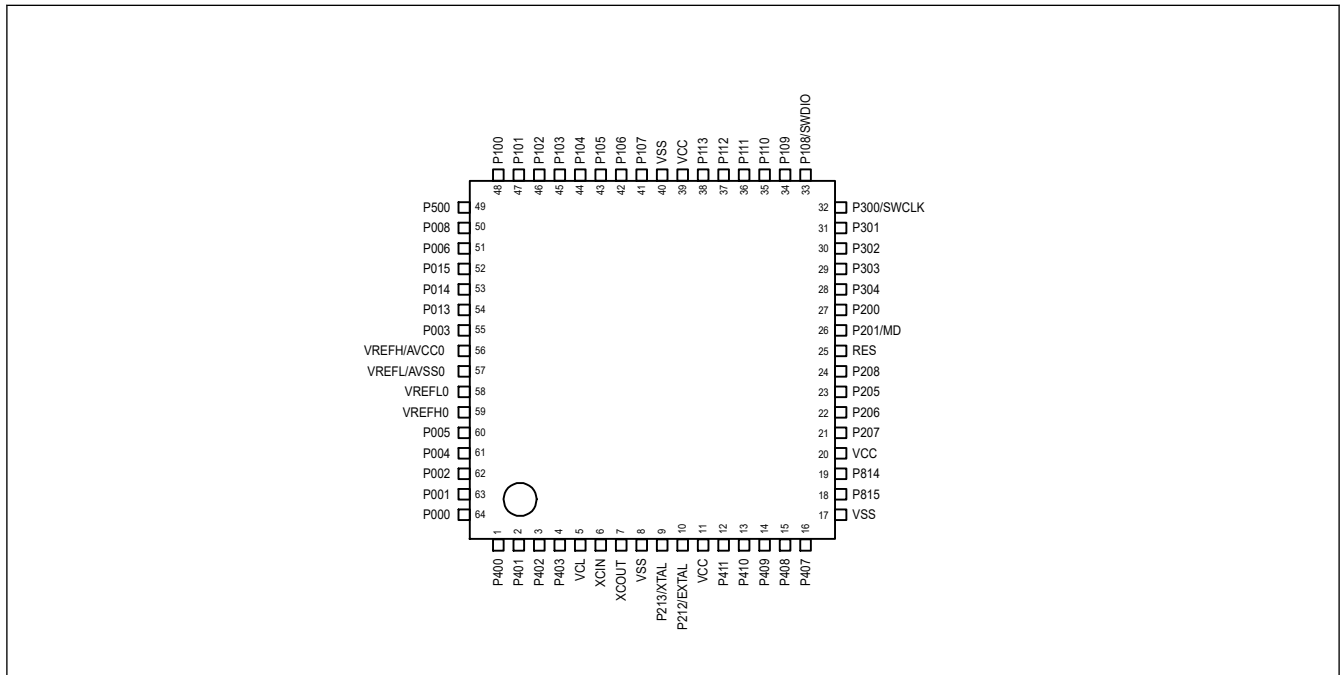 P100
P101
P102
P103
P104
P105
P106
P107
VSS
VCC
P113
P112
P111
P110
P109
P108/SWDIO
48
47
46
45
44
43
42
41
40
39
38
37
36
35
34
33
P500 49
P008 50
P006 51
P015 52
P014 53
P013 54
P003 55
VREFH/AVCC0 56
VREFL/AVSS0 57
VREFL0 58
VREFH0 59
P005 60
P004 61
P002 62
P001 63
P000 64
32 P300/SWCLK
31 P301
30 P302
29 P303
28 P304
27 P200
26 P201/MD
25 RES
24 P208
23 P205
22 P206
21 P207
20 VCC
19 P814
18 P815
17 VSS
1
2
3
4
5
6
7
8
9
10
11
12
13
14
15
16
P400
P401
P402
P403
VCL
XCIN
XCOUT
VSS
P213/XTAL
P212/EXTAL
VCC
P411
P410
P409
P408
P407